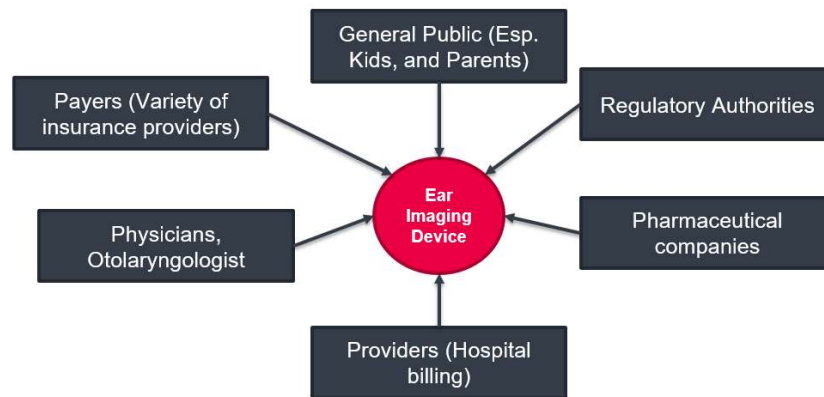 General Public (Esp.
Kids, and Parents)
Payers (Variety of
insurance providers)
Regulatory Authorities
Ear
Imaging
Device
Physicians,
Otolaryngologist
Pharmaceutical
companies
Providers (Hospital
billing)